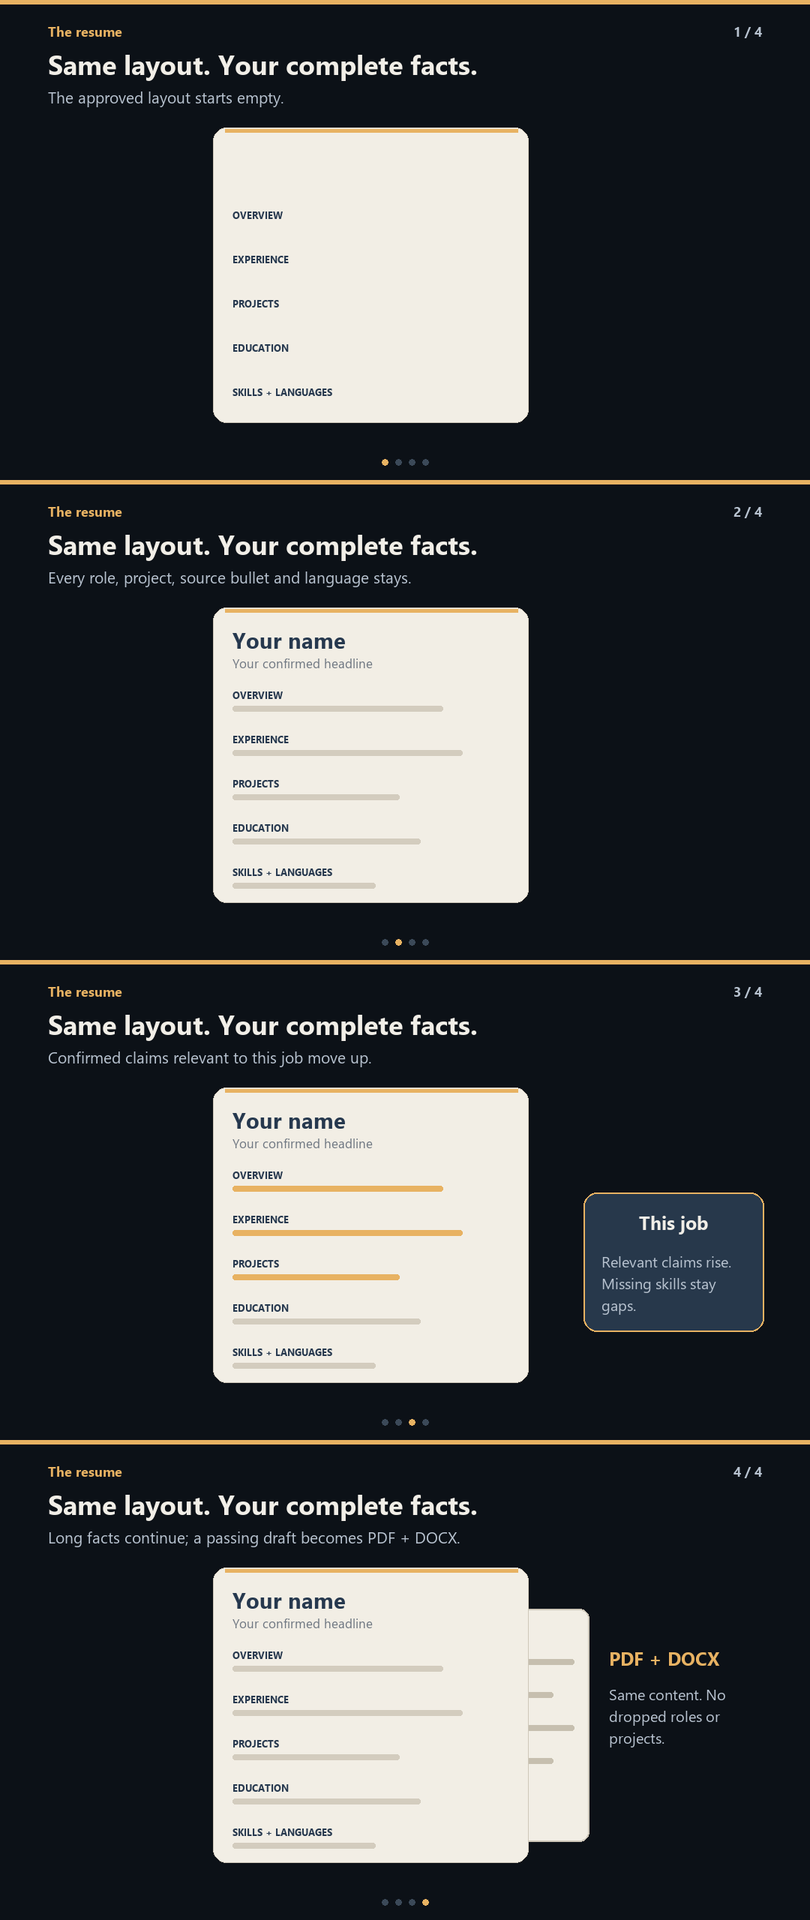 The resume
1 / 4
Same layout. Your complete facts.
The approved layout starts empty.
OVERVIEW
EXPERIENCE
PROJECTS
EDUCATION
SKILLS + LANGUAGES
The resume
2 / 4
Same layout. Your complete facts.
Every role, project, source bullet and language stays.
Your name
Your confirmed headline
OVERVIEW
EXPERIENCE
PROJECTS
EDUCATION
SKILLS + LANGUAGES
The resume
3 / 4
Same layout. Your complete facts.
Confirmed claims relevant to this job move up.
Your name
Your confirmed headline
OVERVIEW
EXPERIENCE
PROJECTS
EDUCATION
SKILLS + LANGUAGES
This job
Relevant claims rise.
Missing skills stay
gaps.
The resume
4 / 4
Same layout. Your complete facts.
Long facts continue; a passing draft becomes PDF + DOCX.
Your name
Your confirmed headline
OVERVIEW
EXPERIENCE
PROJECTS
EDUCATION
SKILLS + LANGUAGES
PDF + DOCX
Same content. No
dropped roles or
projects.